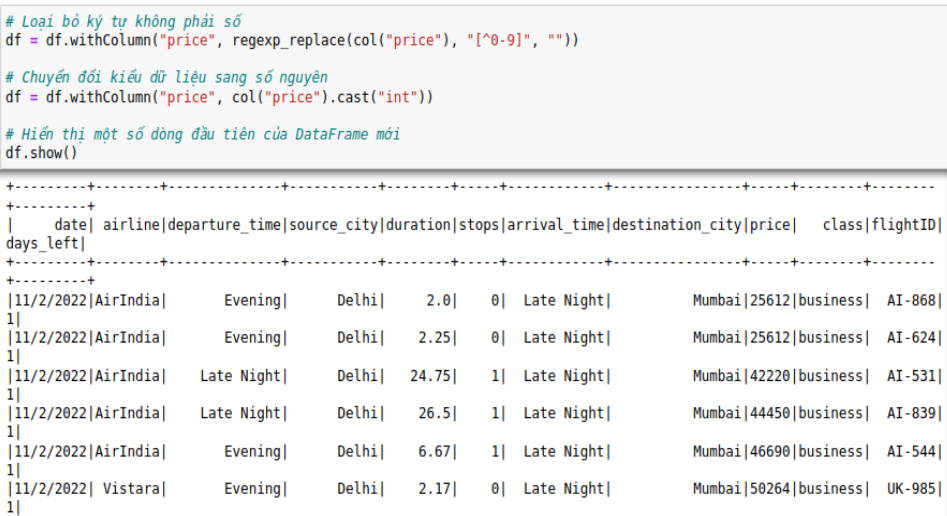 # Loại bỏ ký tự không phải số
df = df.withColumn("price", regexp_replace(col("price"), "[^0-9]", ""))
# Chuyển đổi kiểu dữ liệu sang số nguyên
df = df.withColumn("price", col("price").cast("int"))
# Hiển thị một số dòng đầu tiên của DataFrame mới
df.show()
+---------+--------+--------------+-----------+--------+-----+------------+----------------+-----+--------+--------
+---------+
|     date| airline|departure_time|source_city|duration|stops|arrival_time|destination_city|price|   class|flightID|
days_left|
+---------+--------+--------------+-----------+--------+-----+------------+----------------+-----+--------+--------
+---------+
|11/2/2022|AirIndia|       Evening|      Delhi|     2.0|    0|  Late Night|          Mumbai|25612|business|  AI-868|
1|
|11/2/2022|AirIndia|       Evening|      Delhi|    2.25|    0|  Late Night|          Mumbai|25612|business|  AI-624|
1|
|11/2/2022|AirIndia|    Late Night|      Delhi|   24.75|    1|  Late Night|          Mumbai|42220|business|  AI-531|
1|
|11/2/2022|AirIndia|    Late Night|      Delhi|    26.5|    1|  Late Night|          Mumbai|44450|business|  AI-839|
1|
|11/2/2022|AirIndia|       Evening|      Delhi|    6.67|    1|  Late Night|          Mumbai|46690|business|  AI-544|
1|
|11/2/2022| Vistara|       Evening|      Delhi|    2.17|    0|  Late Night|          Mumbai|50264|business|  UK-985|
1|